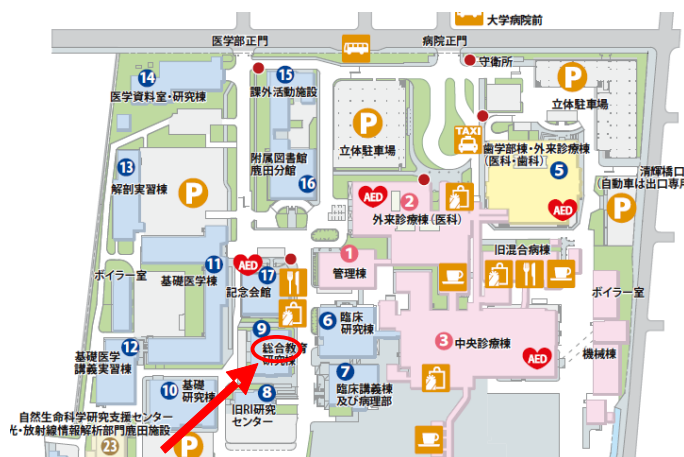 大学病院前
医学部正門
病院正門
守衛所
14
医学資料室・研究棟
15
課外活動施設
P
立体駐車場
P
立体駐車場
TAXI
歯学部棟・外来診療棟
(医科・歯科)
5
清輝橋口
(自動車は出口専用
13
解剖実習棟
附属図書館
鹿田分館
16
P
2
外来診療棟(医科)
AED
AED
P
11
基礎医学棟
ボイラー室
AED
17
記念会館
1
管理棟
旧混合病棟
ボイラー室
12
基礎医学
講義実習棟
9
総合教育
研究棟
6
臨床
研究棟
3
中央診療棟
AED
機械棟
10
基礎
研究棟
8
旧RI研究
センター
7
臨床講義棟
及び病理部
自然生命科学研究支援センター
光・放射線情報解析部門鹿田施設
23
P